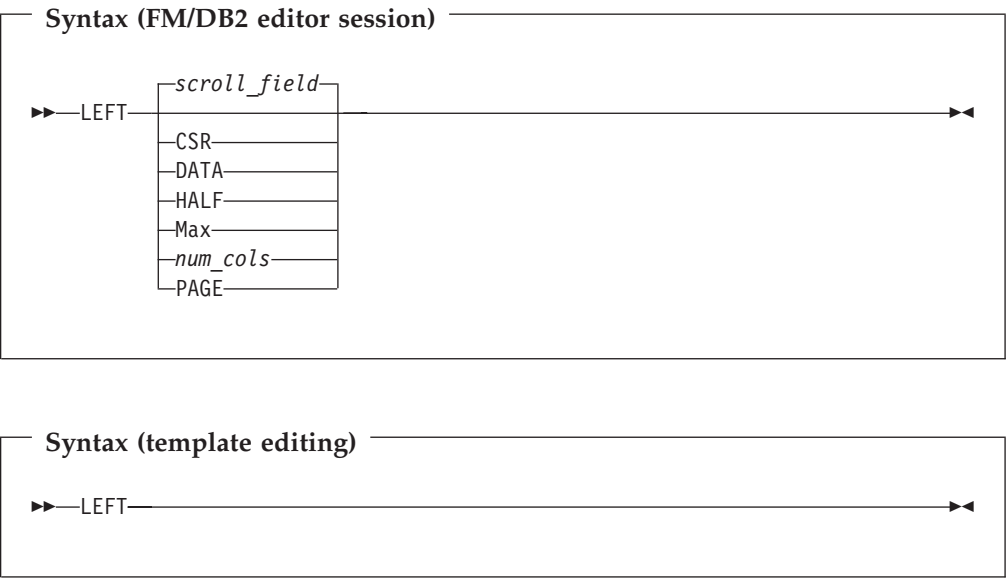 Syntax (FM/DB2 editor session)
scroll_field
LEFT
CSR
DATA
HALF
Max
num_cols
PAGE
Syntax (template editing)
LEFT